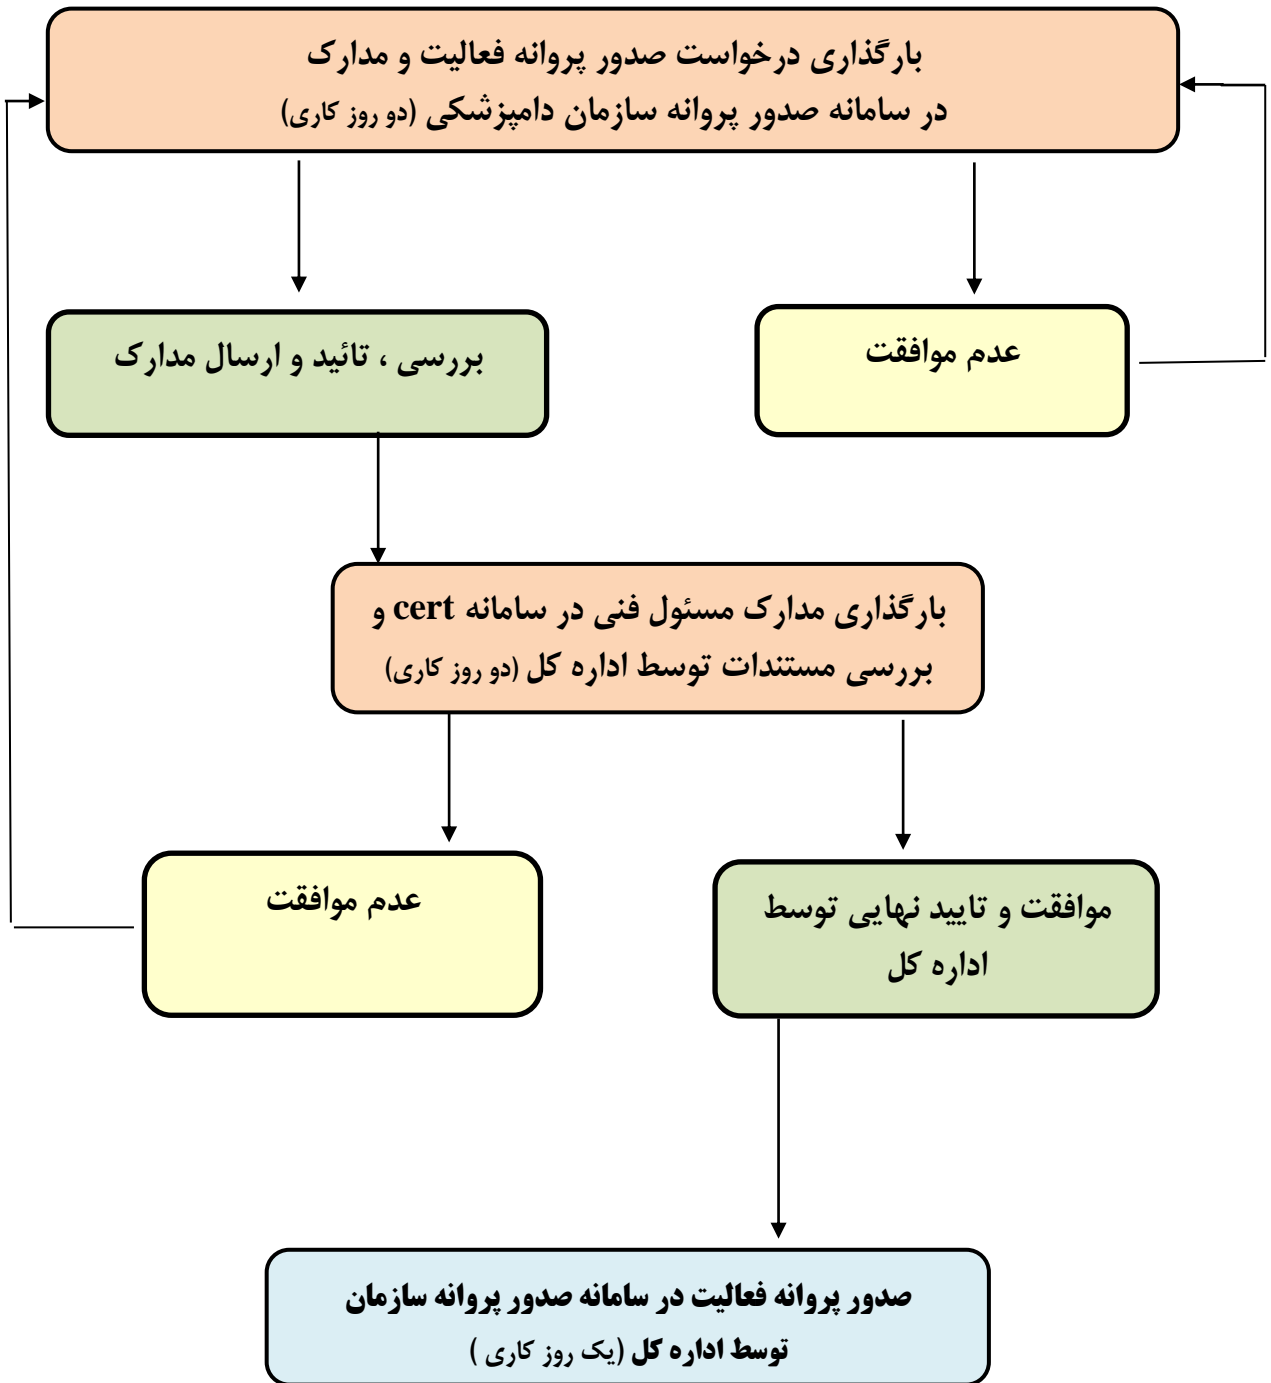 بارگذاری درخواست صدور پروانه فعالیت و مدارک
در سامانه صدور پروانه سازمان دامپزشکی (دو روز کاری)
عدم موافقت
بررسی ، تائید و ارسال مدارک
بارگذاری مدارک مسئول فنی در سامانه cert و
بررسی مستندات توسط اداره کل (دو روز کاری)
موافقت و تایید نهایی توسط
اداره کل
عدم موافقت
صدور پروانه فعالیت در سامانه صدور پروانه سازمان
توسط اداره کل (یک روز کاری )